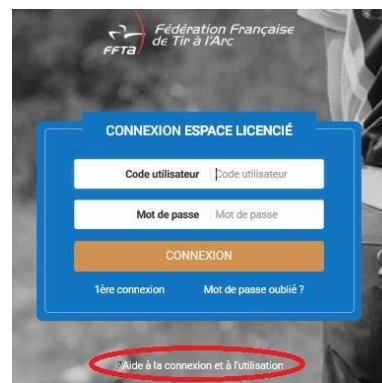 FFTA
Fédération Française
de Tir à l'Arc
CONNEXION ESPACE LICENCIÉ
Code utilisateur Code utilisateur
Mot de passe Mot de passe
CONNEXION
1ère connexion Mot de passe oublié ?
Aide à la connexion et à l'utilisation